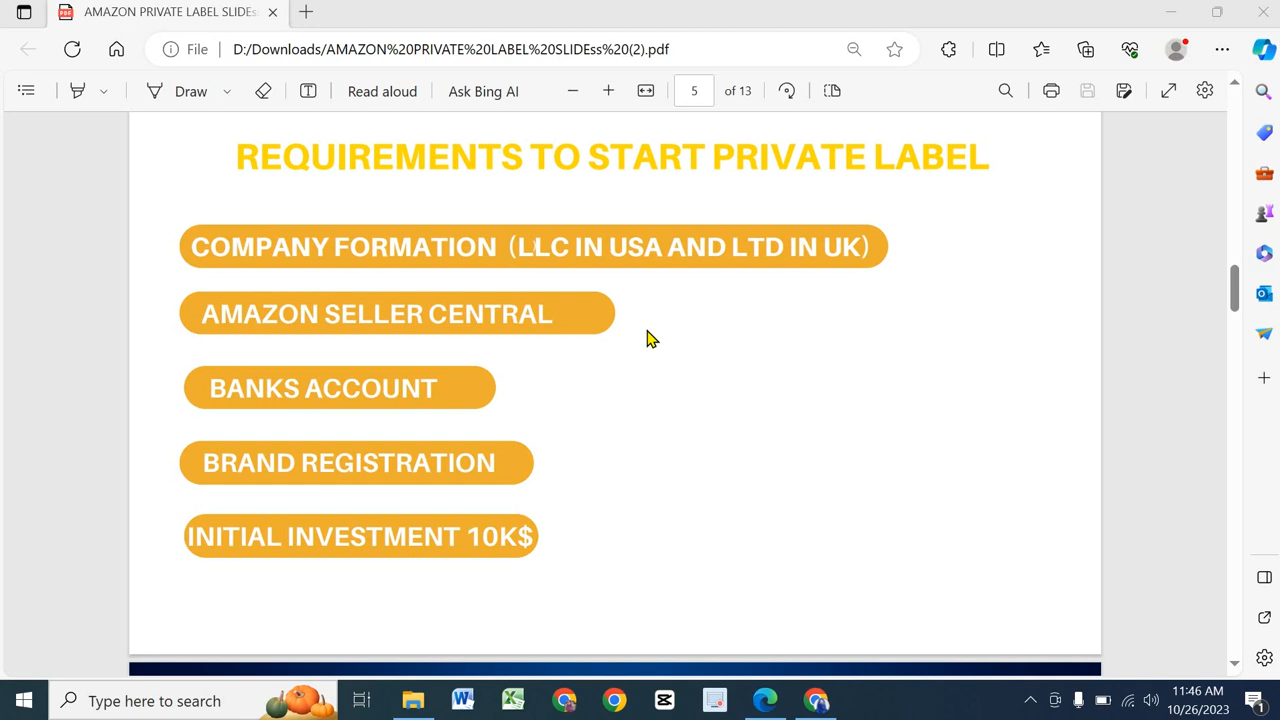 AMAZON PRIVATE LABEL SLIDEs
File
D:/Downloads/AMAZON%20PRIVATE%20LABEL%20SLIDEss%20(2).pdf
Draw
Read aloud
Ask Bing AI
5
of 13
REQUIREMENTS TO START PRIVATE LABEL
COMPANY FORMATION (LLC IN USA AND LTD IN UK)
AMAZON SELLER CENTRAL
BANKS ACCOUNT
BRAND REGISTRATION
INITIAL INVESTMENT 10K$
Type here to search
11:46 AM
10/26/2023
1